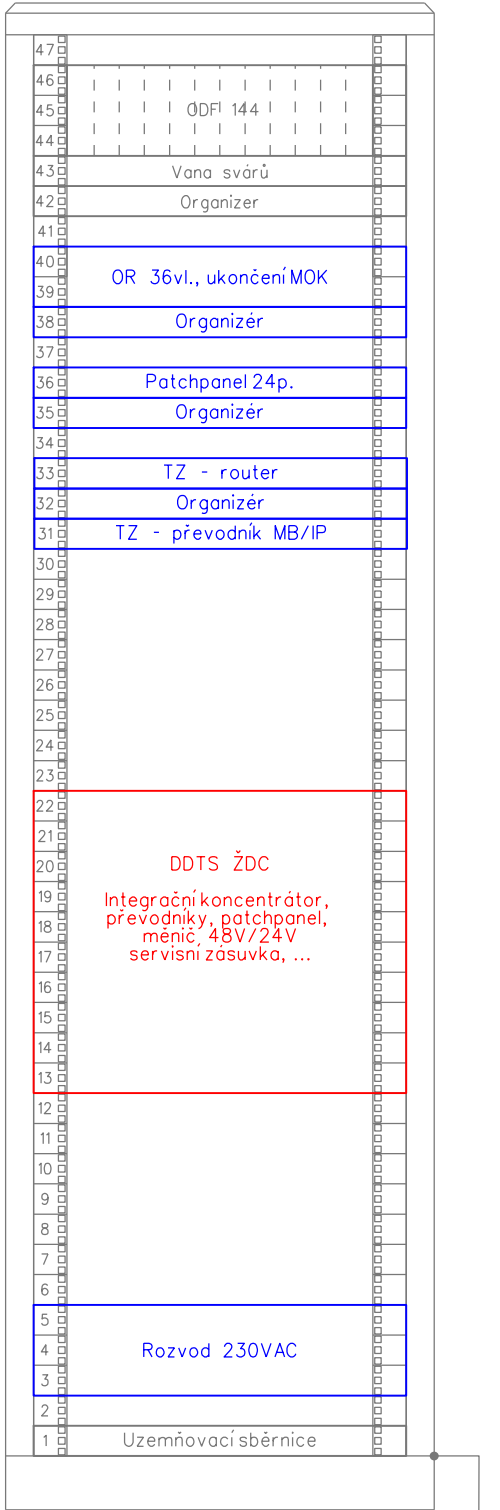 47
46
45 ODF 144
44
43 Vana svárů
42 Organizer
41
40
OR 36vl., ukončení MOK
39
38 Organizér
37
36 Patchpanel 24p.
35 Organizér
34
33 TZ - router
32 Organizér
31 TZ - převodník MB/IP
30
29
28
27
26
25
24
23
22
21
20 DDTS ŽDC
19 Integrační koncentrátor,
převodníky, patchpanel,
18 měnič 48V/24V
17 servisní zásuvka, ...
16
15
14
13
12
11
10
9
8
7
6
5
4 Rozvod 230VAC
3
2
1 Uzemňovací sběrnice